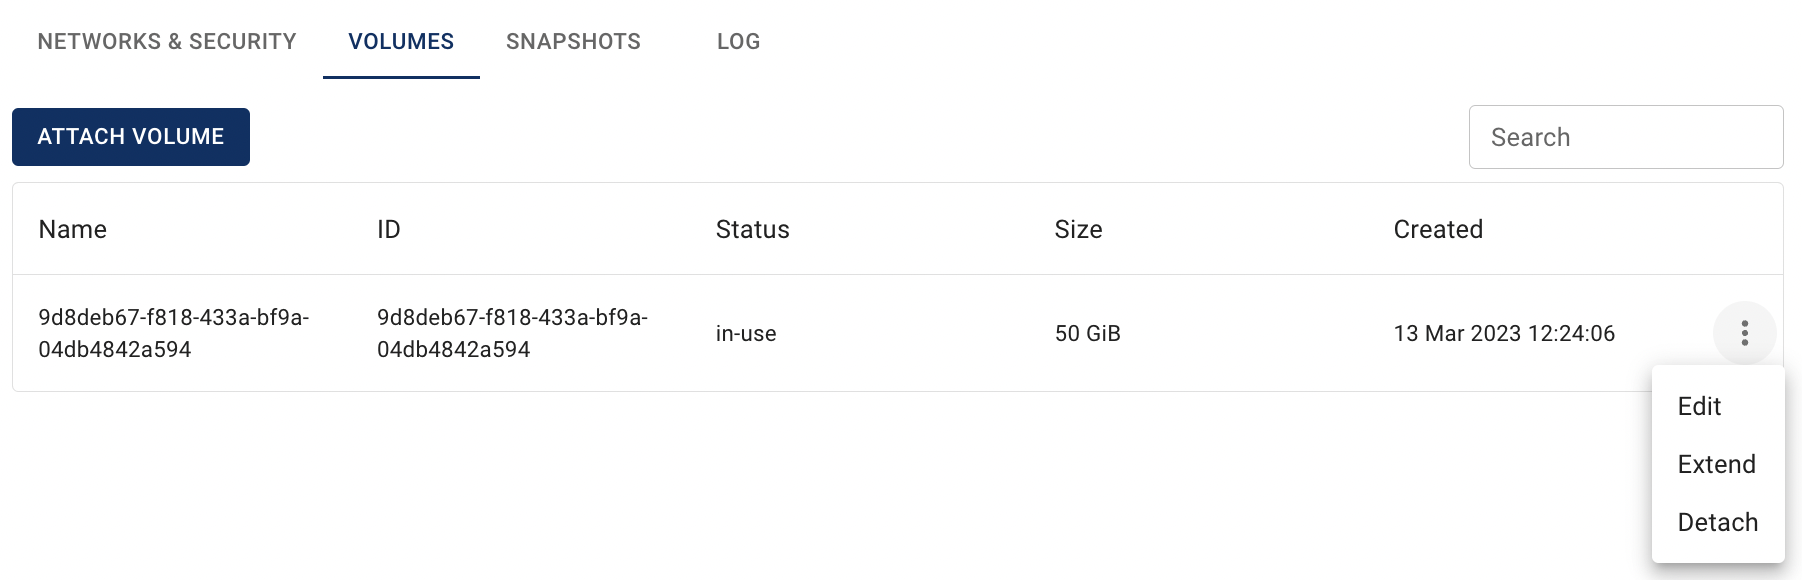 NETWORKS & SECURITY VOLUMES SNAPSHOTS LOG
ATTACH VOLUME Search
Name ID Status Size Created
9d8deb67-f818-433a-bf9a-
04db4842a594
9d8deb67-f818-433a-bf9a-
04db4842a594
in-use 50 GiB 13 Mar 2023 12:24:06
Edit
Extend
Detach